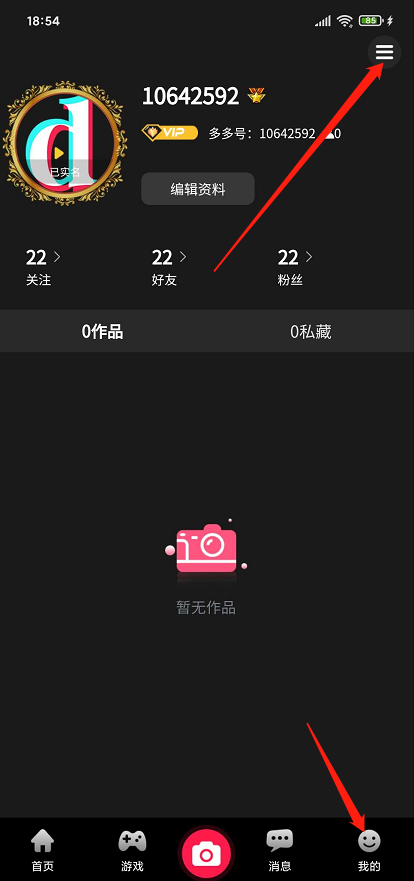 18:54
85
10642592
VIP 多多号：10642592 0
已实名
编辑资料
22 22 22
关注 好友 粉丝
0作品 0私藏
暂无作品
首页 游戏 消息 我的